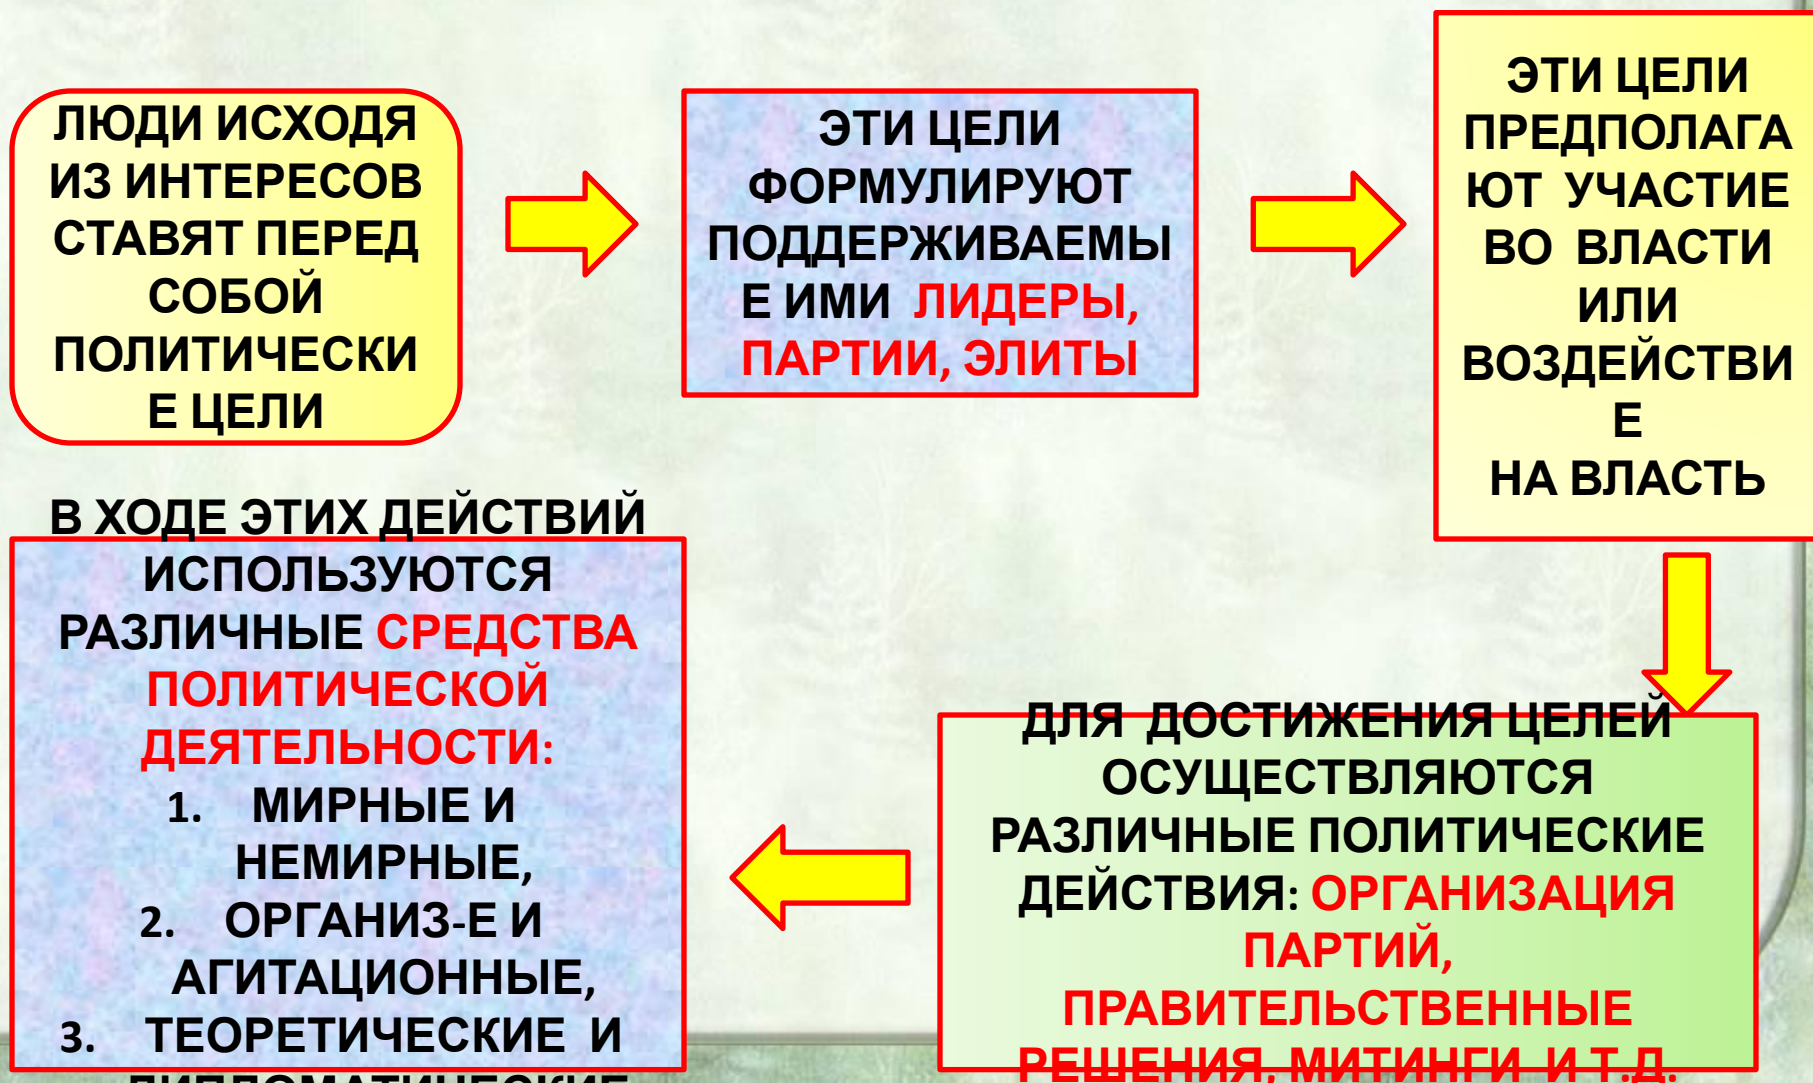 ЛЮДИ ИСХОДЯ
ИЗ ИНТЕРЕСОВ
СТАВЯТ ПЕРЕД
СОБОЙ
ПОЛИТИЧЕСКИ
Е ЦЕЛИ
ЭТИ ЦЕЛИ
ФОРМУЛИРУЮТ
ПОДДЕРЖИВАЕМЫ
Е ИМИ ЛИДЕРЫ,
ПАРТИИ, ЭЛИТЫ
ЭТИ ЦЕЛИ
ПРЕДПОЛАГА
ЮТ УЧАСТИЕ
ВО ВЛАСТИ
ИЛИ
ВОЗДЕЙСТВИ
Е
НА ВЛАСТЬ
ДЛЯ ДОСТИЖЕНИЯ ЦЕЛЕЙ
ОСУЩЕСТВЛЯЮТСЯ
РАЗЛИЧНЫЕ ПОЛИТИЧЕСКИЕ
ДЕЙСТВИЯ: ОРГАНИЗАЦИЯ
ПАРТИЙ,
ПРАВИТЕЛЬСТВЕННЫЕ
РЕШЕНИЯ, МИТИНГИ И Т.Д.
В ХОДЕ ЭТИХ ДЕЙСТВИЙ
ИСПОЛЬЗУЮТСЯ
РАЗЛИЧНЫЕ СРЕДСТВА
ПОЛИТИЧЕСКОЙ
ДЕЯТЕЛЬНОСТИ:
1. МИРНЫЕ И
НЕМИРНЫЕ,
2. ОРГАНИЗ-Е И
АГИТАЦИОННЫЕ,
3. ТЕОРЕТИЧЕСКИЕ И
ДИПЛОМАТИЧЕСКИЕ